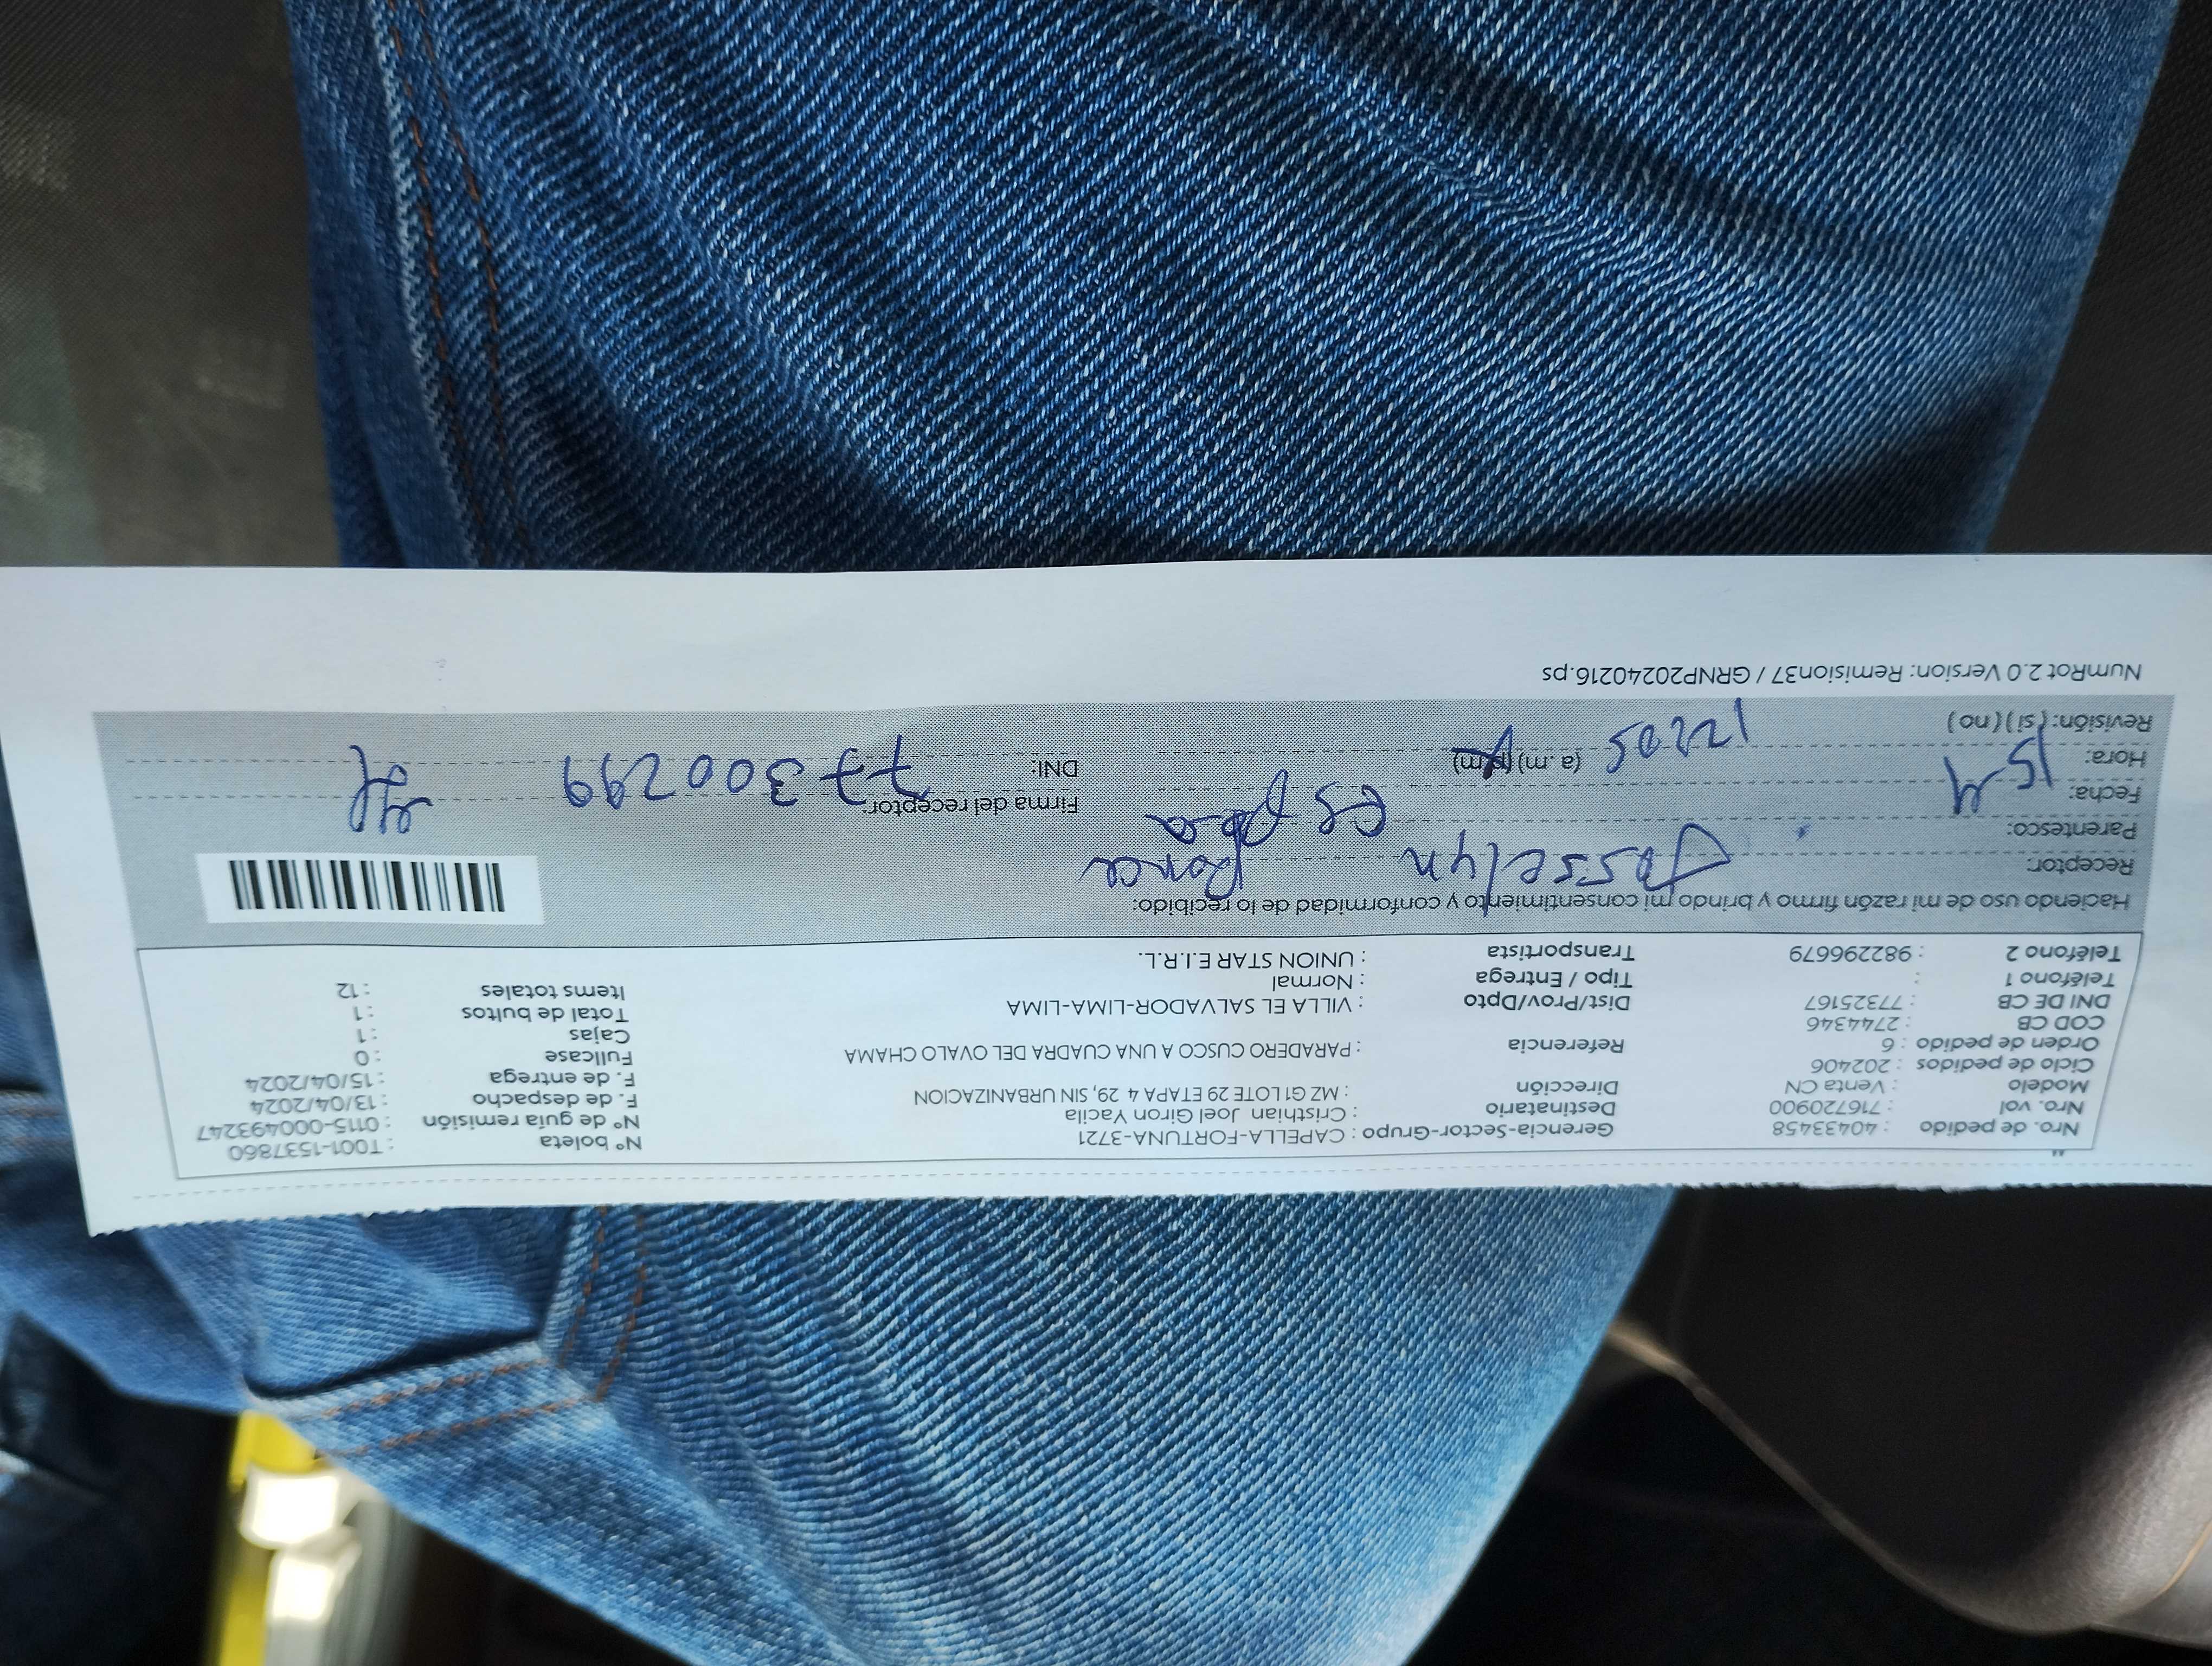 Nro. de pedido : 40433458 Gerencia-Sector-Grupo : CAPELLA-FORTUNA-3721 N° boleta : T001-1537860
Nro. vol : 716720900 Destinatario : Cristhian Joel Giron Yacila N° de guía remisión : 0115-000493247
Modelo : Venta CN Dirección : MZ G1 LOTE 29 ETAPA 4 29, SIN URBANIZACION F. de despacho : 13/04/2024
Ciclo de pedidos : 202406 F. de entrega : 15/04/2024
Orden de pedido : 6 Referencia : PARADERO CUSCO A UNA CUADRA DEL OVALO CHAMA Fullcase : 0
COD CB : 2744346 Cajas : 1
DNI DE CB : 77325167 Dist/Prov/Dpto : VILLA EL SALVADOR-LIMA-LIMA Total de bultos : 1
Teléfono 1 : Tipo / Entrega : Normal Items totales : 12
Teléfono 2 : 982296679 Transportista : UNION STAR E.I.R.L.
Haciendo uso de mi razón firmo y brindo mi consentimiento y conformidad de lo recibido:
Receptor: Josselyn Ponce
Parentesco: esposa
Fecha: 15-4 Firma del receptor:
Hora: 12:05 (a. m) (p. m) DNI: 77300299
Revisión: ( si ) ( no )
NumRot 2.0 Version: Remision37 / GRNP20240216.ps